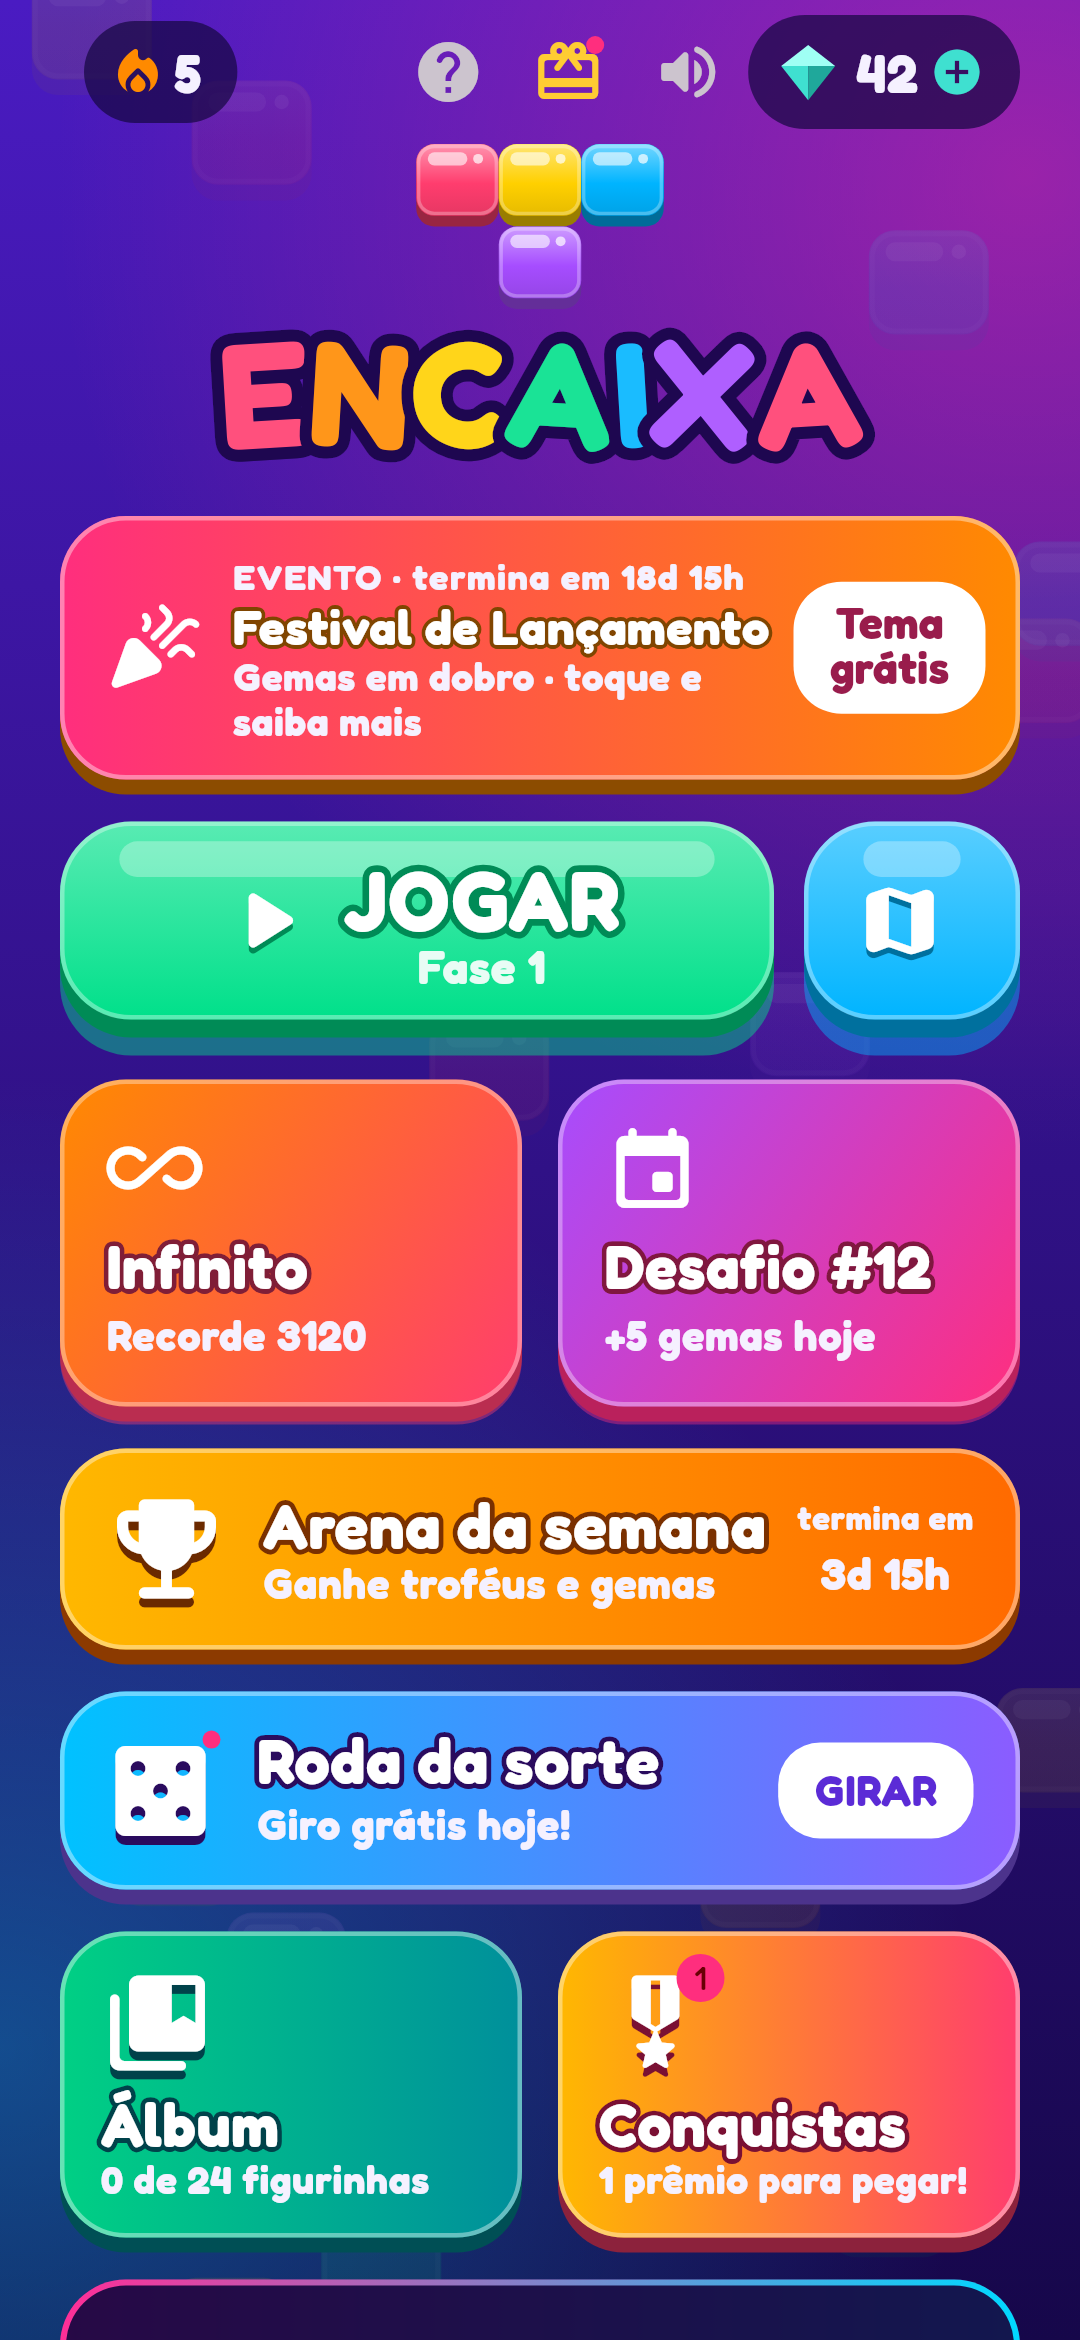 5
42
ENCAIXA
EVENTO · termina em 18d 15h
Festival de Lançamento
Gemas em dobro · toque e
saiba mais
Tema
grátis
JOGAR
Fase 1
Infinito
Recorde 3120
Desafio #12
+5 gemas hoje
Arena da semana
Ganhe troféus e gemas
termina em
3d 15h
Roda da sorte
Giro grátis hoje!
GIRAR
Álbum
0 de 24 figurinhas
1
Conquistas
1 prêmio para pegar!